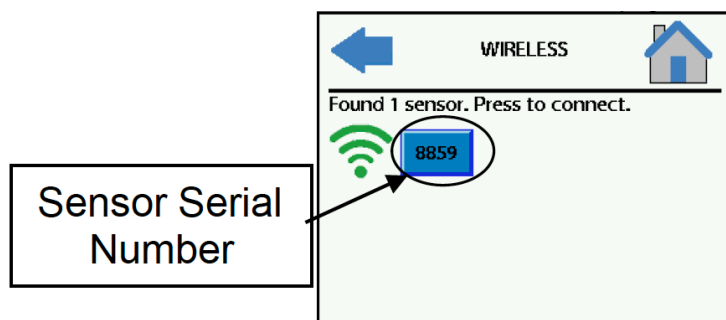 WIRELESS
Found 1 sensor. Press to connect.
8859
Sensor Serial
Number